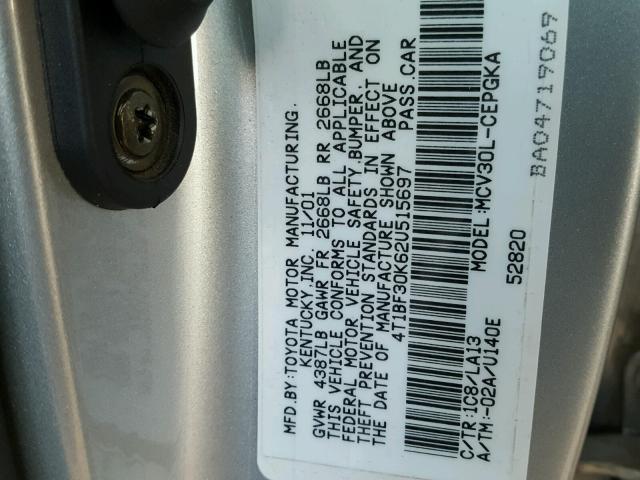 MFD.BY:TOYOTA MOTOR MANUFACTURING.
KENTUCKY,INC. 11/01
GVWR 4387LB GAWR FR 2668LB RR 2668LB
THIS VEHICLE CONFORMS TO ALL APPLICABLE
FEDERAL MOTOR VEHICLE SAFETY,BUMPER, AND
THEFT PREVENTION STANDARDS IN EFFECT ON
THE DATE OF MANUFACTURE SHOWN ABOVE
4T1BF30K62U515697 PASS.CAR
C/TR:1C8/LA13 MODEL:MCV30L-CEPGKA
A/TM:-02A/U140E 52820
BA04719069